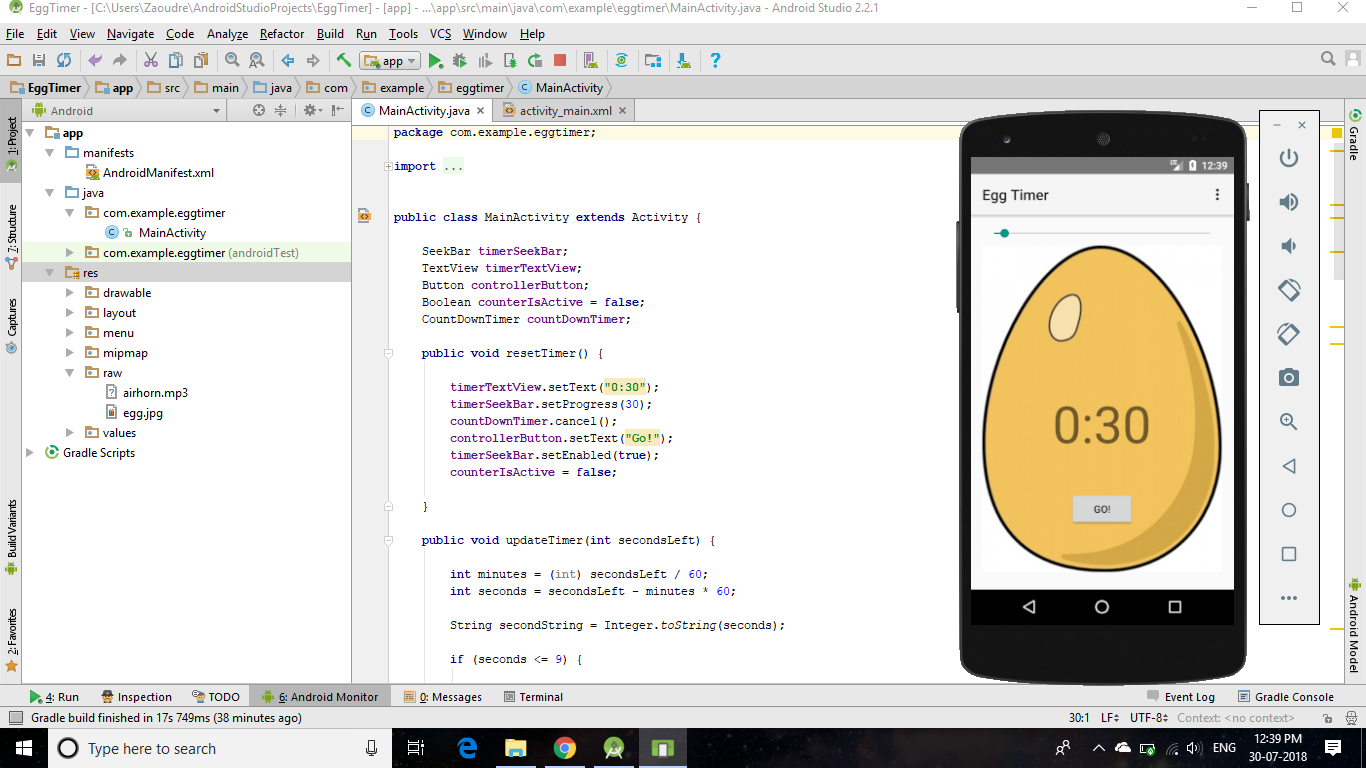 EggTimer - [C:\Users\Zaoudre\AndroidStudioProjects\EggTimer] - [app] - ...\app\src\main\java\com\example\eggtimer\MainActivity.java - Android Studio 2.2.1
File Edit View Navigate Code Analyze Refactor Build Run Tools VCS Window Help
app
EggTimer app src main java com example eggtimer MainActivity
Android
MainActivity.java activity_main.xml
1: Project
7: Structure
Captures
Build Variants
2: Favorites
app
manifests
AndroidManifest.xml
java
com.example.eggtimer
MainActivity
com.example.eggtimer (androidTest)
res
drawable
layout
menu
mipmap
raw
airhorn.mp3
egg.jpg
values
Gradle Scripts
package com.example.eggtimer;
import ...
public class MainActivity extends Activity {
SeekBar timerSeekBar;
TextView timerTextView;
Button controllerButton;
Boolean counterIsActive = false;
CountDownTimer countDownTimer;
public void resetTimer() {
timerTextView.setText("0:30");
timerSeekBar.setProgress(30);
countDownTimer.cancel();
controllerButton.setText("Go!");
timerSeekBar.setEnabled(true);
counterIsActive = false;
}
public void updateTimer(int secondsLeft) {
int minutes = (int) secondsLeft / 60;
int seconds = secondsLeft - minutes * 60;
String secondString = Integer.toString(seconds);
if (seconds <= 9) {
12:39
Egg Timer
0:30
GO!
Gradle
Android Model
4: Run Inspection TODO 6: Android Monitor 0: Messages Terminal Event Log Gradle Console
Gradle build finished in 17s 749ms (38 minutes ago) 30:1 LF UTF-8 Context: <no context>
Type here to search
ENG
12:39 PM
30-07-2018